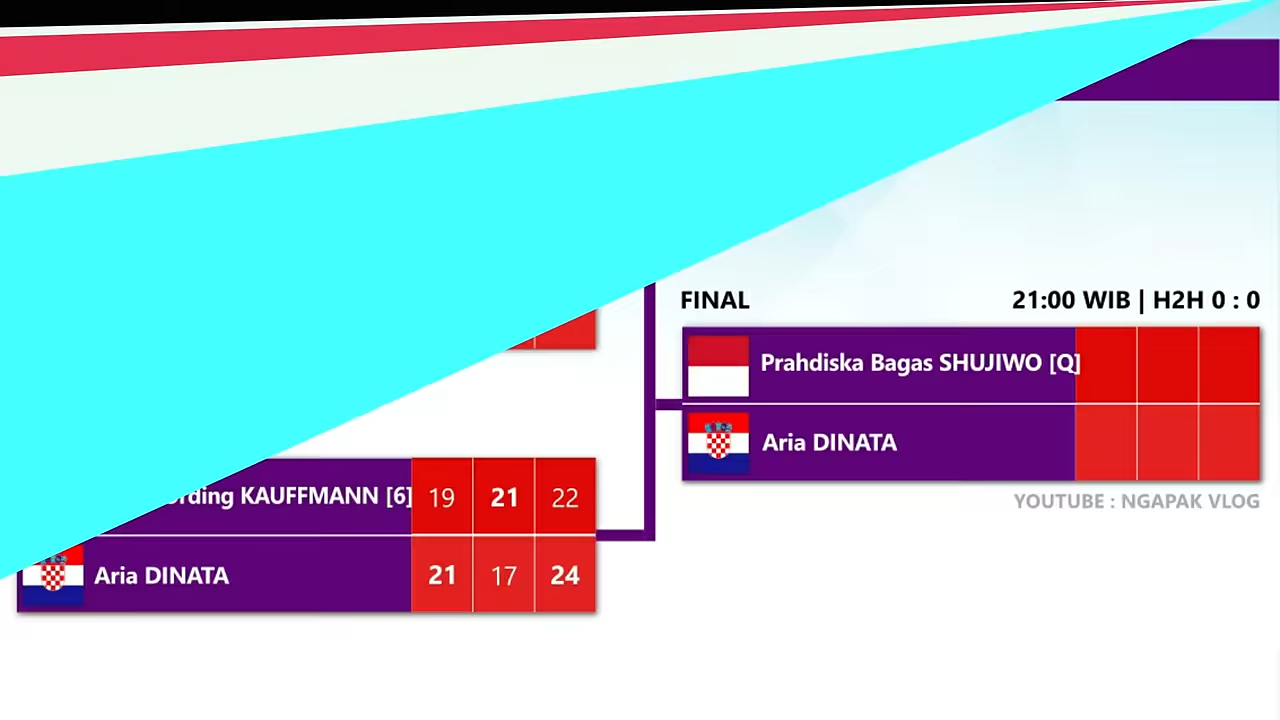 FINAL 21:00 WIB | H2H 0 : 0
Prahdiska Bagas SHUJIWO [Q]
Aria DINATA
YOUTUBE : NGAPAK VLOG
KAUFFMANN [6] 19 21 22
Aria DINATA 21 17 24